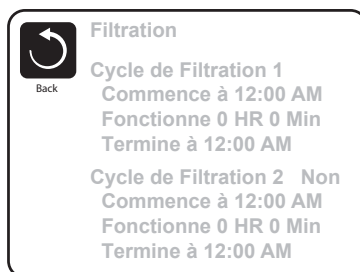 Filtration
Back
Cycle de Filtration 1
Commence à 12:00 AM
Fonctionne 0 HR 0 Min
Termine à 12:00 AM
Cycle de Filtration 2 Non
Commence à 12:00 AM
Fonctionne 0 HR 0 Min
Termine à 12:00 AM